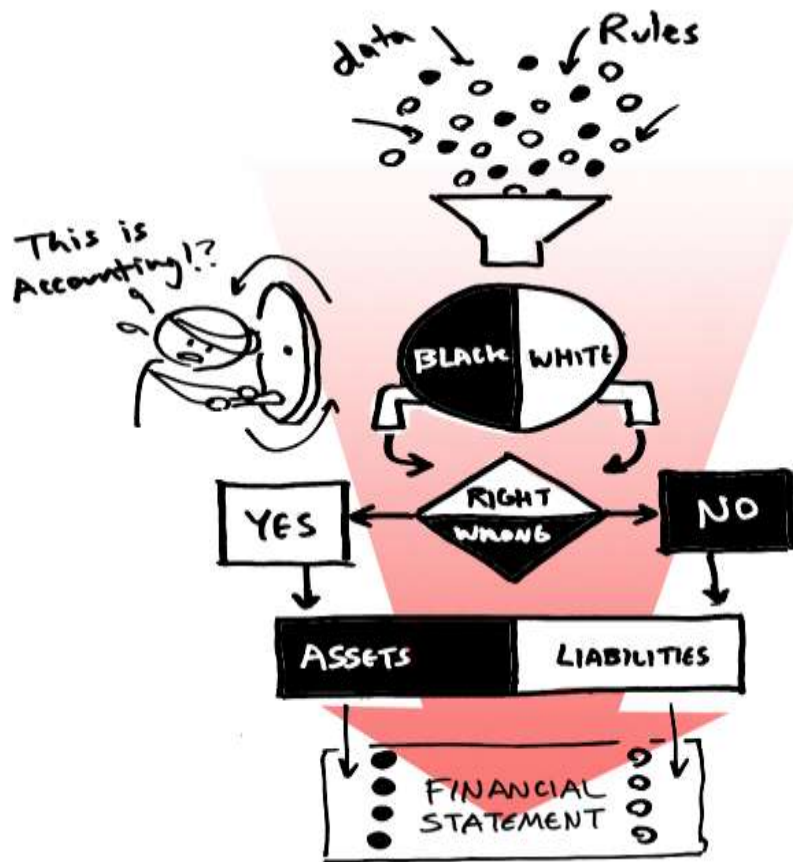 data
Rules
This is
Accounting!?
BLACK
WHITE
RIGHT
WRONG
YES
NO
ASSETS
LIABILITIES
FINANCIAL
STATEMENT